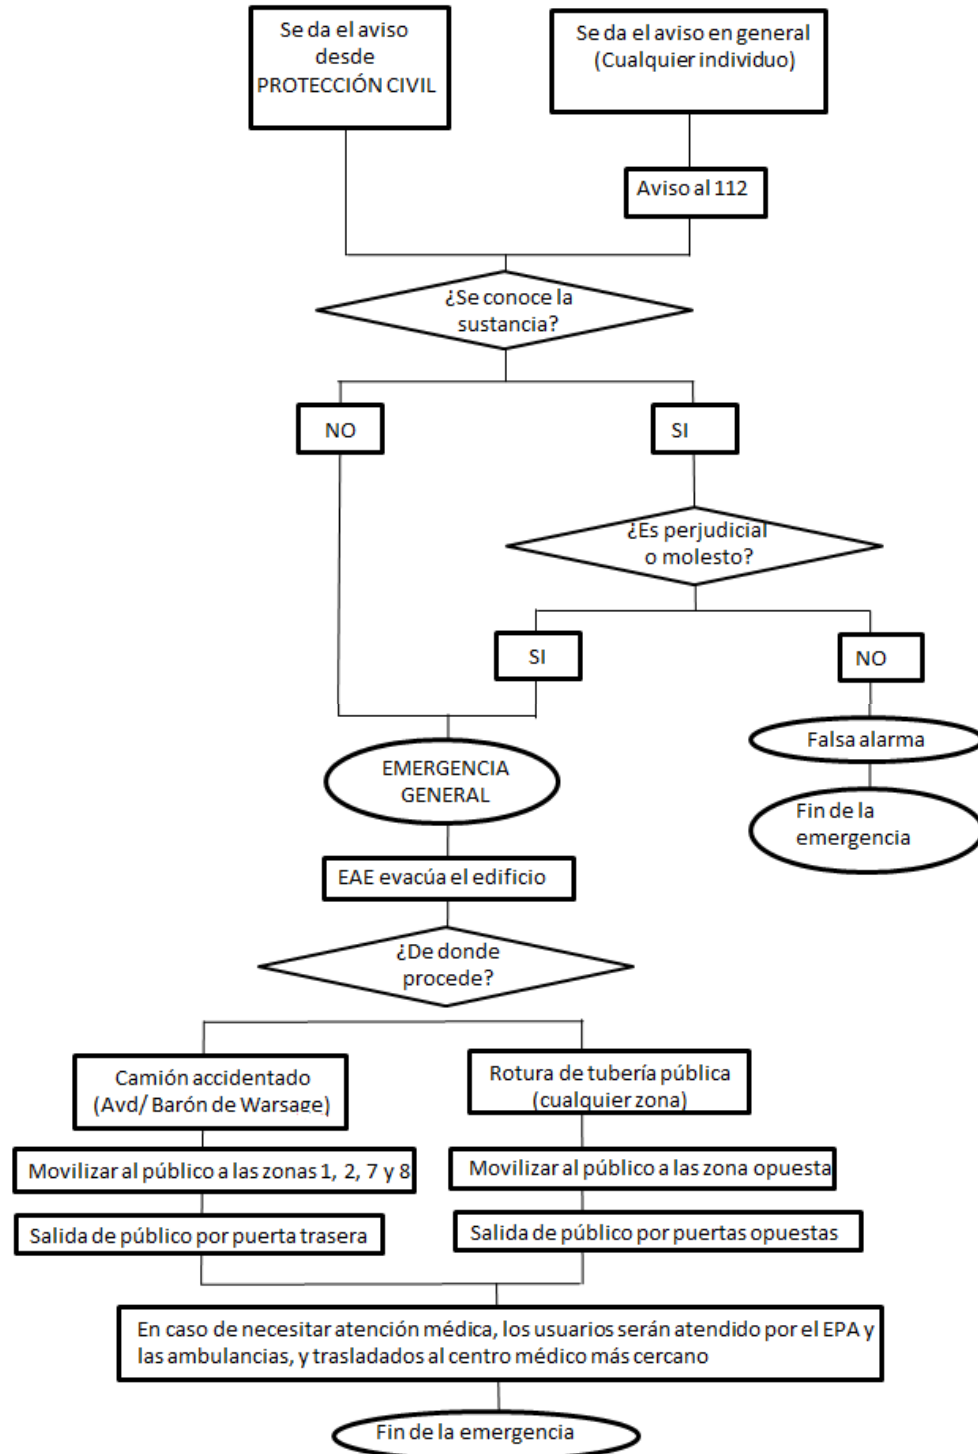 Se da el aviso
desde
PROTECCIÓN CIVIL
Se da el aviso en general
(Cualquier individuo)
Aviso al 112
¿Se conoce la
sustancia?
NO
SI
¿Es perjudicial
o molesto?
SI
NO
Falsa alarma
Fin de la
emergencia
EMERGENCIA
GENERAL
EAE evacúa el edificio
¿De donde
procede?
Camión accidentado
(Avd/ Barón de Warsage)
Rotura de tubería pública
(cualquier zona)
Movilizar al público a las zonas 1, 2, 7 y 8
Movilizar al público a las zona opuesta
Salida de público por puerta trasera
Salida de público por puertas opuestas
En caso de necesitar atención médica, los usuarios serán atendido por el EPA y
las ambulancias, y trasladados al centro médico más cercano
Fin de la emergencia